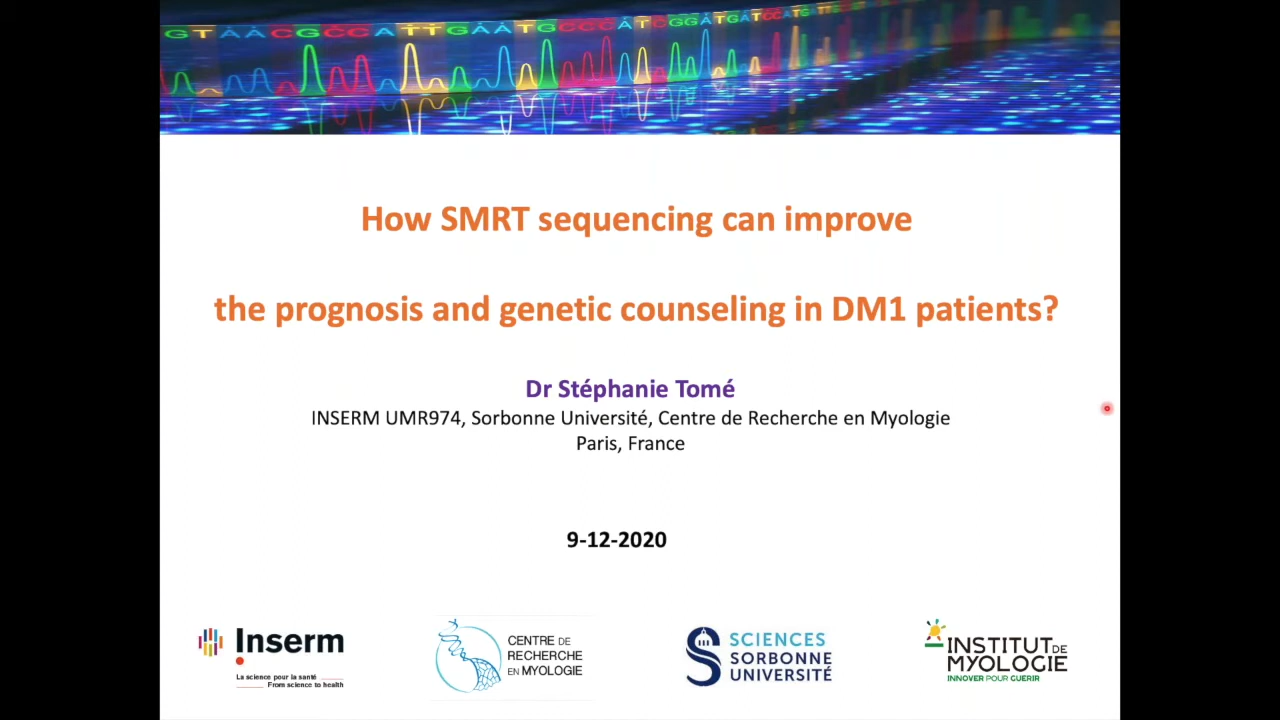 GTAACGCCATTGAATGCCCATCGGATGATCCATG
How SMRT sequencing can improve
the prognosis and genetic counseling in DM1 patients?
Dr Stéphanie Tomé
INSERM UMR974, Sorbonne Université, Centre de Recherche en Myologie
Paris, France
9-12-2020
Inserm
La science pour la santé
From science to health
CENTRE DE
RECHERCHE
EN MYOLOGIE
SCIENCES
SORBONNE
UNIVERSITÉ
INSTITUT DE
MYOLOGIE
INNOVER POUR GUERIR